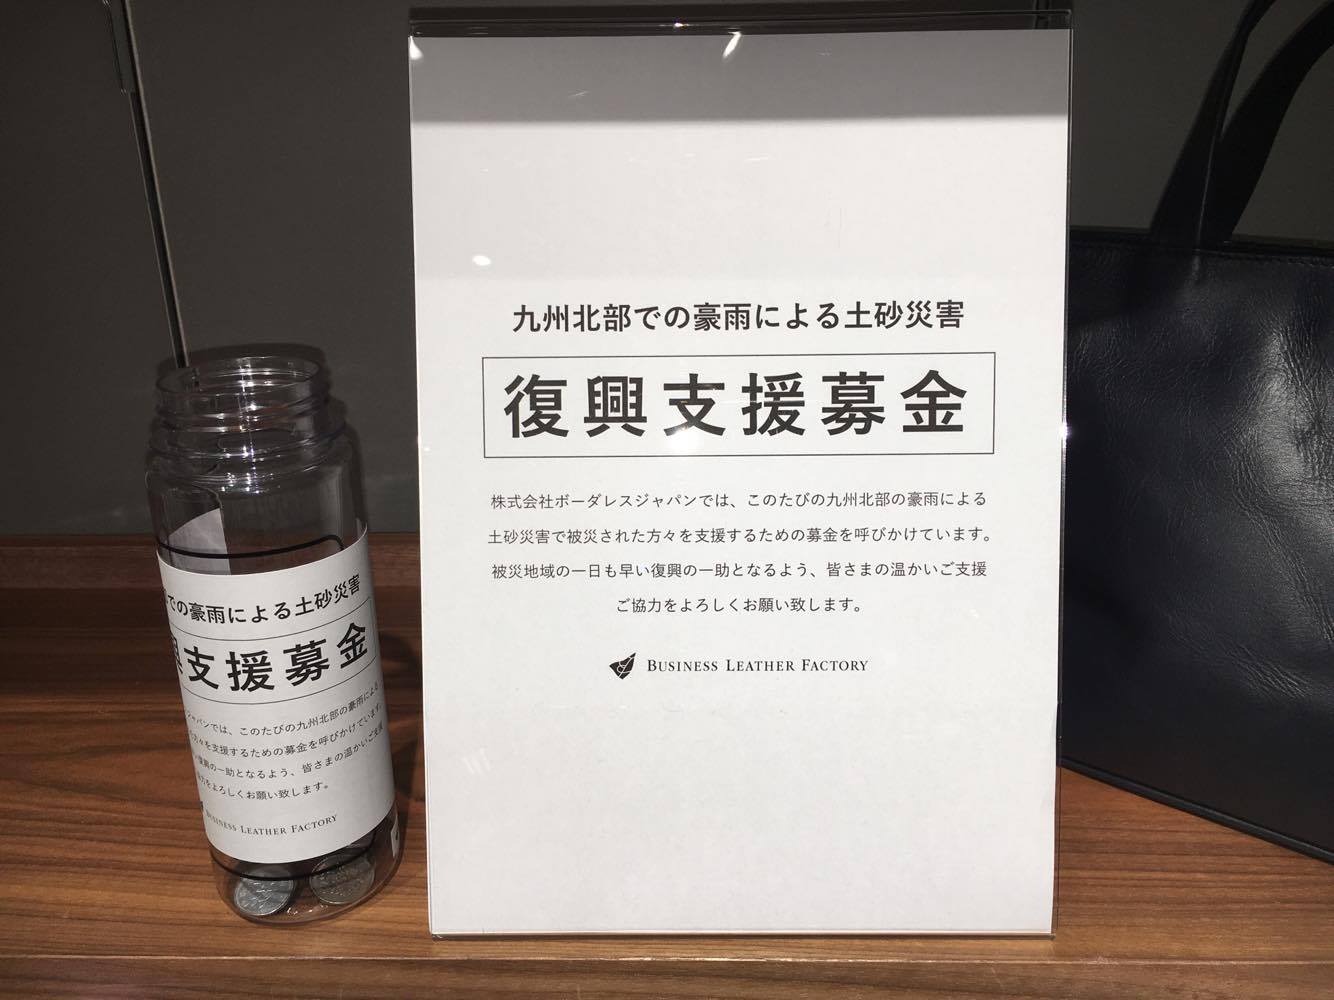 九州北部での豪雨による土砂災害
復興支援募金
株式会社ボーダレスジャパンでは、このたびの九州北部の豪雨による
土砂災害で被災された方々を支援するための募金を呼びかけています。
被災地域の一日も早い復興の一助となるよう、皆さまの温かいご支援
ご協力をよろしくお願い致します。
BUSINESS LEATHER FACTORY
での豪雨による土砂災害
興支援募金
ジャパンでは、このたびの九州北部の豪雨による
方々を支援するための募金を呼びかけています。
い復興の一助となるよう、皆さまの温かいご支援
協力をよろしくお願い致します。
BUSINESS LEATHER FACTORY